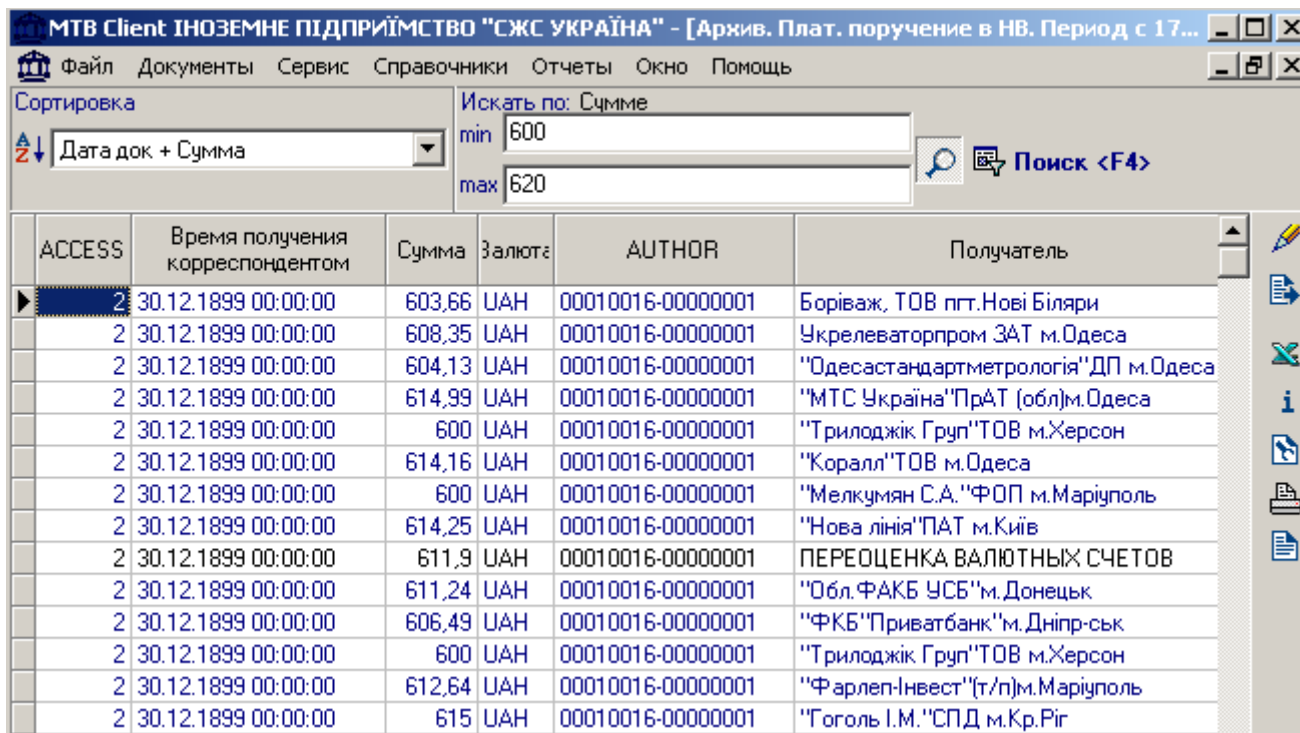 МТВ Client ІНОЗЕМНЕ ПІДПРИЇМСТВО "СЖС УКРАЇНА" - [Архив. Плат. поручение в НВ. Период с 17...
Файл Документы Сервис Справочники Отчеты Окно Помощь
Сортировка
Дата док + Сумма
Искать по: Сумме
min 600
max 620
Поиск <F4>
ACCESS Время получения корреспондентом Сумма Валюта AUTHOR Получатель
2 30.12.1899 00:00:00 603,66 UAH 00010016-00000001 Боріваж, ТОВ пгт.Нові Біляри
2 30.12.1899 00:00:00 608,35 UAH 00010016-00000001 Укрелеваторпром ЗАТ м.Одеса
2 30.12.1899 00:00:00 604,13 UAH 00010016-00000001 "Одесастандартметрологія"ДП м.Одеса
2 30.12.1899 00:00:00 614,99 UAH 00010016-00000001 "МТС Україна"ПрАТ (обл)м.Одеса
2 30.12.1899 00:00:00 600 UAH 00010016-00000001 "Трилоджік Груп"ТОВ м.Херсон
2 30.12.1899 00:00:00 614,16 UAH 00010016-00000001 "Коралл"ТОВ м.Одеса
2 30.12.1899 00:00:00 600 UAH 00010016-00000001 "Мелкумян С.А."ФОП м.Маріуполь
2 30.12.1899 00:00:00 614,25 UAH 00010016-00000001 "Нова лінія"ПАТ м.Київ
2 30.12.1899 00:00:00 611,9 UAH 00010016-00000001 ПЕРЕОЦЕНКА ВАЛЮТНЫХ СЧЕТОВ
2 30.12.1899 00:00:00 611,24 UAH 00010016-00000001 "Обл.ФАКБ УСБ"м.Донецьк
2 30.12.1899 00:00:00 606,49 UAH 00010016-00000001 "ФКБ"Приватбанк"м.Дніпр-ськ
2 30.12.1899 00:00:00 600 UAH 00010016-00000001 "Трилоджік Груп"ТОВ м.Херсон
2 30.12.1899 00:00:00 612,64 UAH 00010016-00000001 "Фарлеп-Інвест"(т/п)м.Маріуполь
2 30.12.1899 00:00:00 615 UAH 00010016-00000001 "Гоголь І.М."СПД м.Кр.Ріг